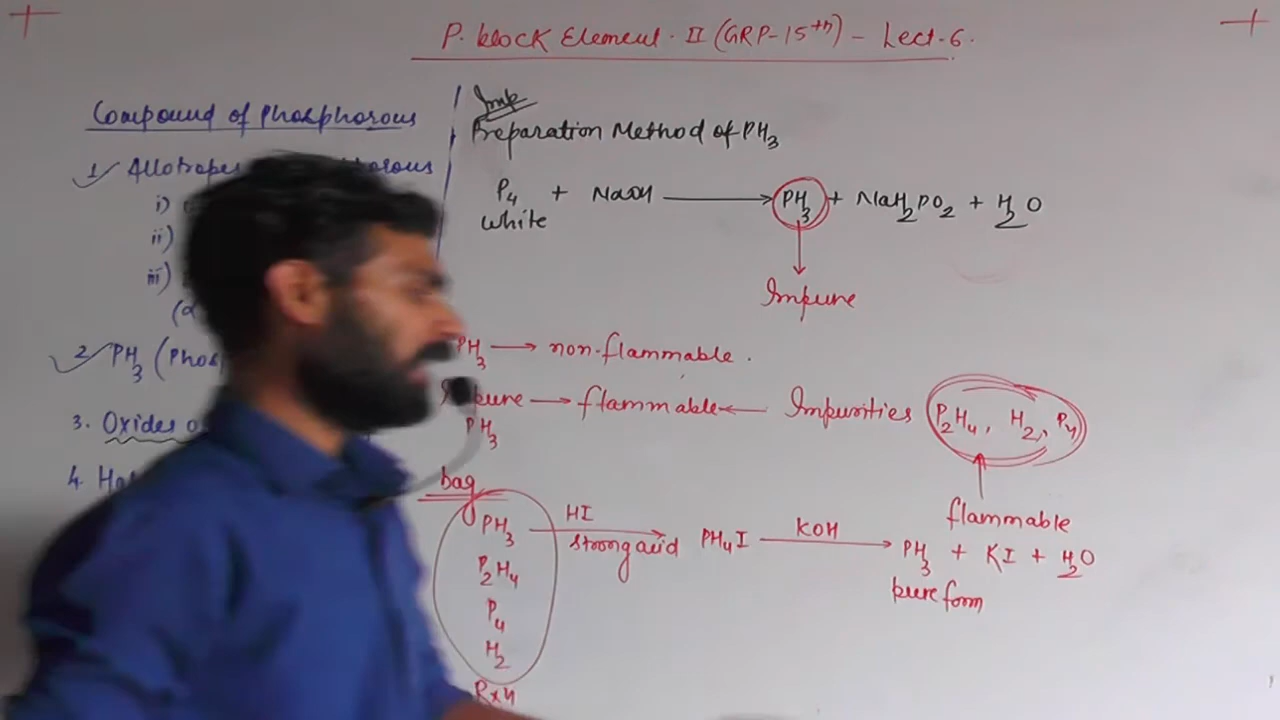 P. block Element. II (GRP-15th) - Lect-6.
Compound of Phosphorous
1. Allotropes
i)
ii)
iii)
2. PH3 (Phos
3. Oxides
4.
Imp
Preparation Method of PH3
P4 + NaOH → PH3 + NaH2PO2 + H2O
white
Impure
PH3 → non-flammable.
Impure → flammable ← Impurities P2H4, H2, P4
PH3
flammable
bag
PH3 HI strong acid → PH4I KOH → PH3 + KI + H2O
pure form
P2H4
P4
H2
Rxn